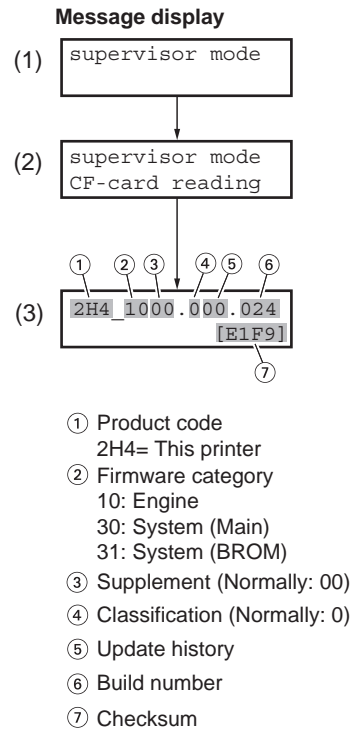 Message display
(1) supervisor mode
(2) supervisor mode
CF-card reading
① ② ③ ④ ⑤ ⑥
(3) 2H4_1000.000.024
[E1F9]
⑦
① Product code
2H4= This printer
② Firmware category
10: Engine
30: System (Main)
31: System (BROM)
③ Supplement (Normally: 00)
④ Classification (Normally: 0)
⑤ Update history
⑥ Build number
⑦ Checksum